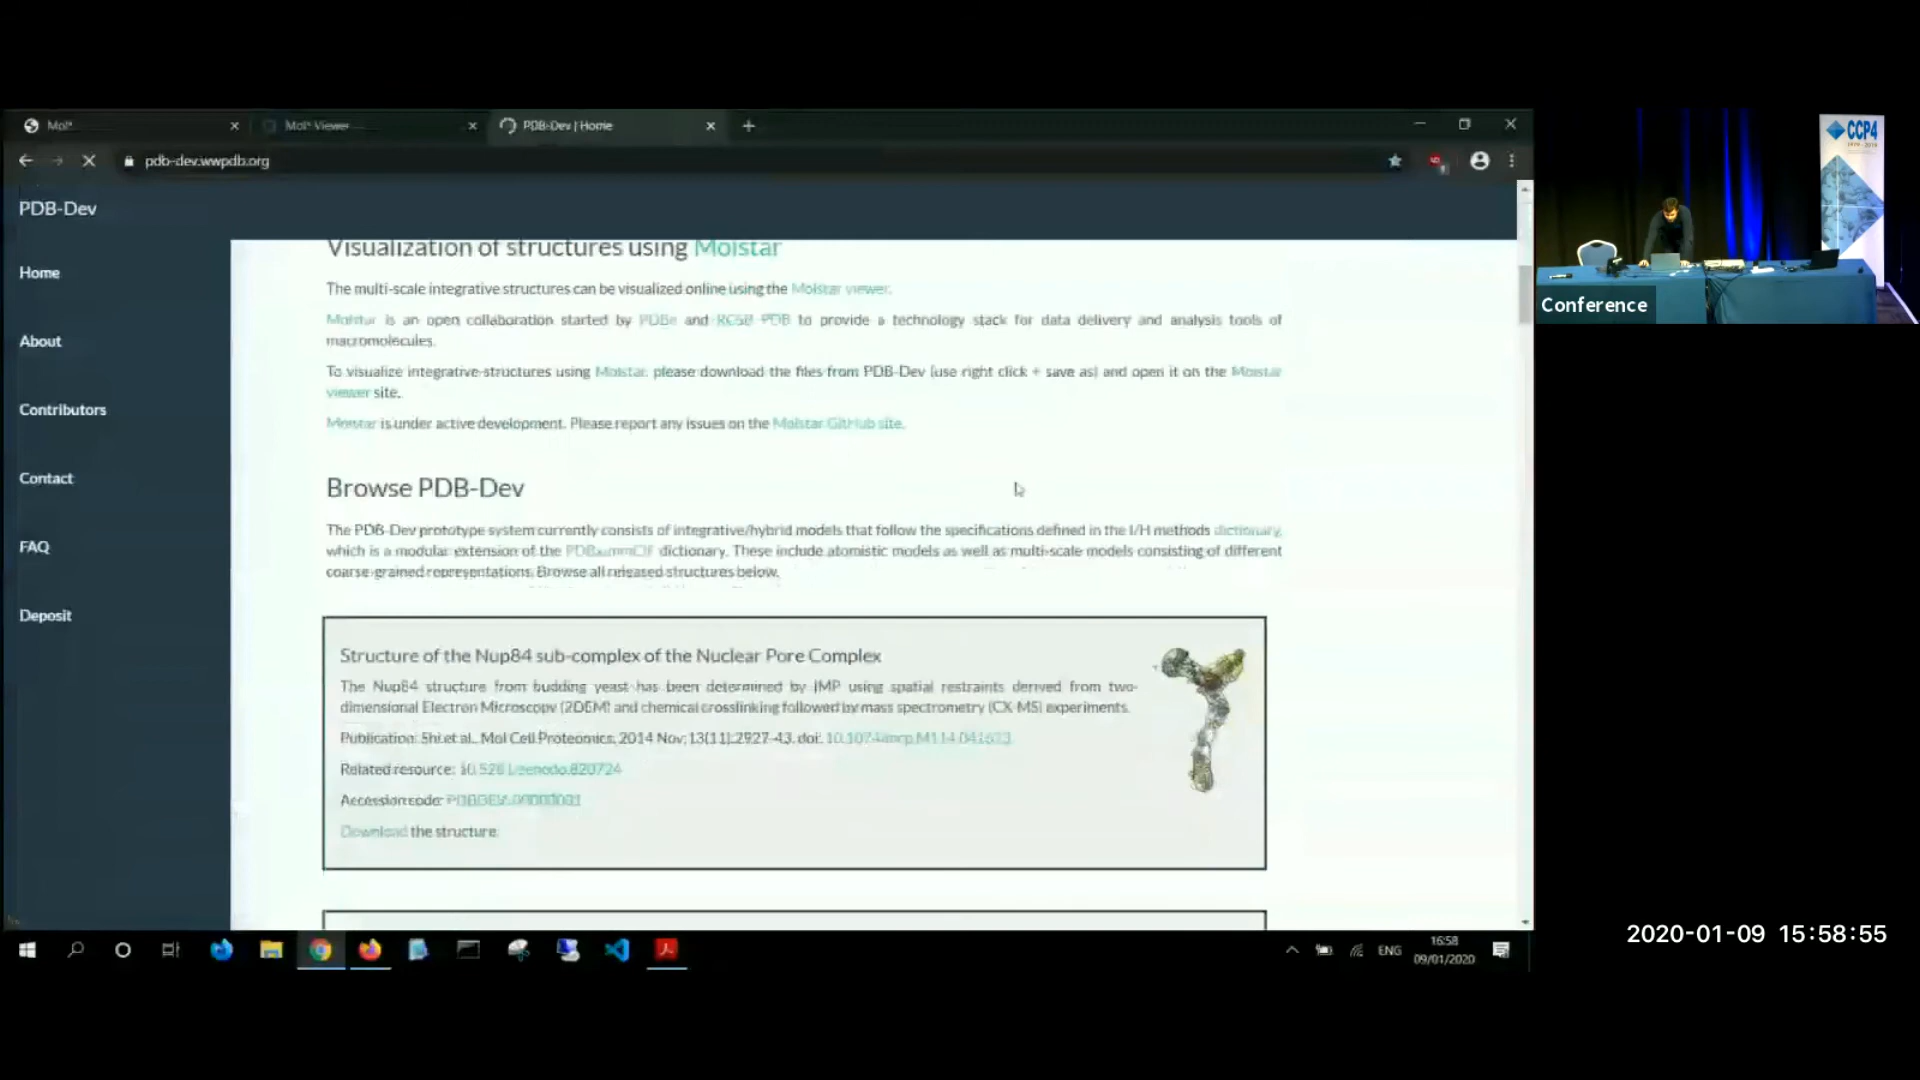 Mol*
Mol* Viewer
PDB-Dev | Home
pdb-dev.wwpdb.org
PDB-Dev
Home
About
Contributors
Contact
FAQ
Deposit
Visualization of structures using Molstar
The multi-scale integrative structures can be visualized online using the Molstar viewer.
Molstar is an open collaboration started by PDBe and RCSB PDB to provide a technology stack for data delivery and analysis tools of
macromolecules.
To visualize integrative structures using Molstar, please download the files from PDB-Dev (use right click + save as) and open it on the Molstar
viewer site.
Molstar is under active development. Please report any issues on the Molstar GitHub site.
Browse PDB-Dev
The PDB-Dev prototype system currently consists of integrative/hybrid models that follow the specifications defined in the I/H methods dictionary,
which is a modular extension of the PDBx/mmCIF dictionary. These include atomistic models as well as multi-scale models consisting of different
coarse-grained representations. Browse all released structures below.
Structure of the Nup84 sub-complex of the Nuclear Pore Complex
The Nup84 structure from budding yeast has been determined by IMP using spatial restraints derived from two-
dimensional Electron Microscopy (2DEM) and chemical crosslinking followed by mass spectrometry (CX-MS) experiments.
Publication: Shi et al. Mol Cell Proteomics. 2014 Nov; 13(11):2927-43. doi:
Related resource:
Accession code: PDBDEV_00000001
Download the structure
ENG
16:58
09/01/2020
CCP4
Conference
2020-01-09 15:58:55